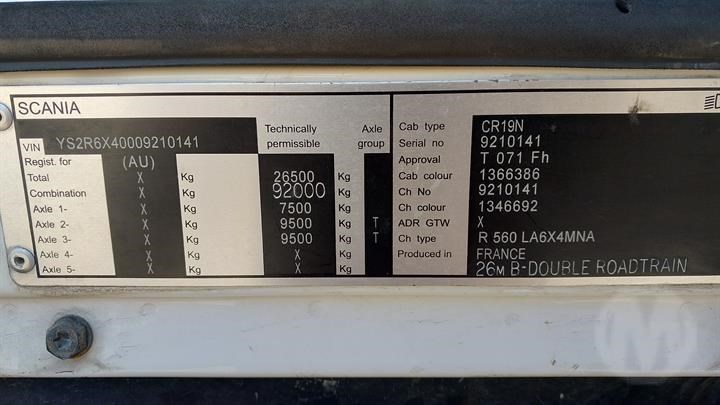 SCANIA
VIN YS2R6X40009210141
Technically permissible
Axle group
Regist. for (AU)
Total X Kg 26500 Kg
Combination X Kg 92000 Kg
Axle 1- X Kg 7500 Kg
Axle 2- X Kg 9500 Kg T
Axle 3- X Kg 9500 Kg T
Axle 4- X Kg X Kg
Axle 5- X Kg X Kg
Cab type CR19N
Serial no 9210141
Approval T 071 Fh
Cab colour 1366386
Ch No 9210141
Ch colour 1346692
ADR GTW X
Ch type R 560 LA6X4MNA
Produced in FRANCE
26M B-DOUBLE ROADTRAIN
M